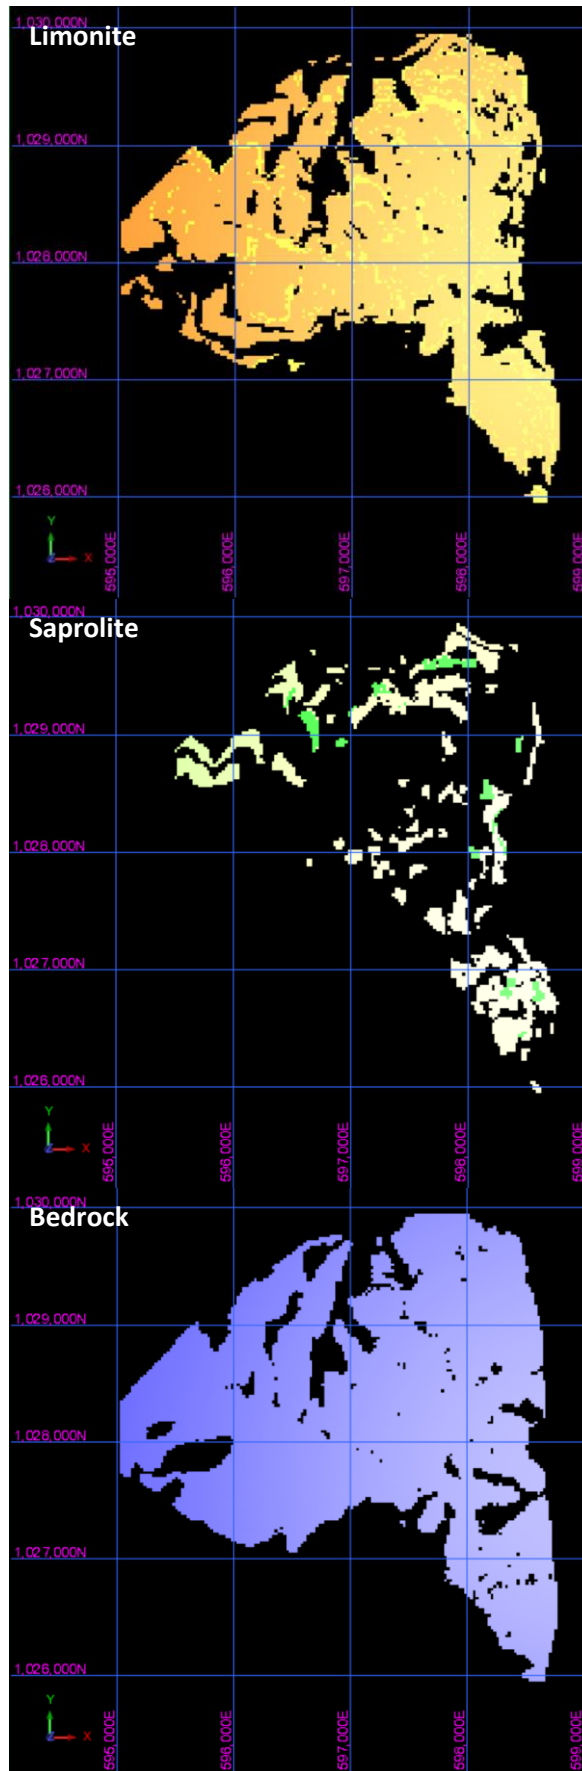 1,030,000N
Limonite
1,029,000N
1,028,000N
1,027,000N
1,026,000N
Y
Z
X
595,000E
596,000E
597,000E
598,000E
599,000E
1,030,000N
Saprolite
1,029,000N
1,028,000N
1,027,000N
1,026,000N
Y
Z
X
595,000E
596,000E
597,000E
598,000E
599,000E
1,030,000N
Bedrock
1,029,000N
1,028,000N
1,027,000N
1,026,000N
Y
Z
X
595,000E
596,000E
597,000E
598,000E
599,000E